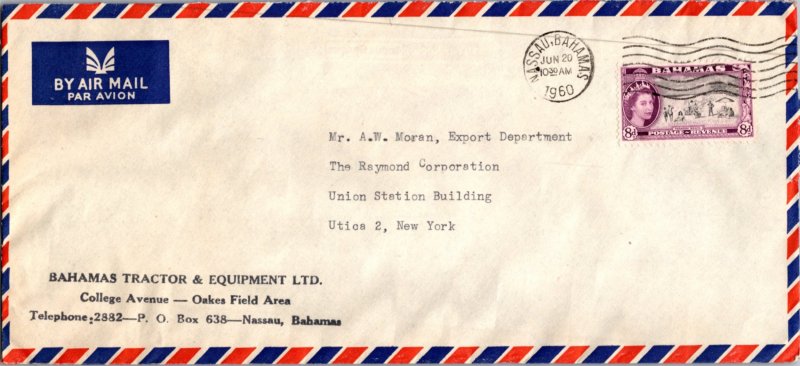 BY AIR MAIL
PAR AVION
NASSAU, BAHAMAS
JUN 20
1960
BAHAMAS
8d
POSTAGE & REVENUE
8d
Mr. A.W. Moran, Export Department
The Raymond Corporation
Union Station Building
Utica 2, New York
BAHAMAS TRACTOR & EQUIPMENT LTD.
College Avenue — Oakes Field Area
Telephone:2882—P. O. Box 638—Nassau, Bahamas